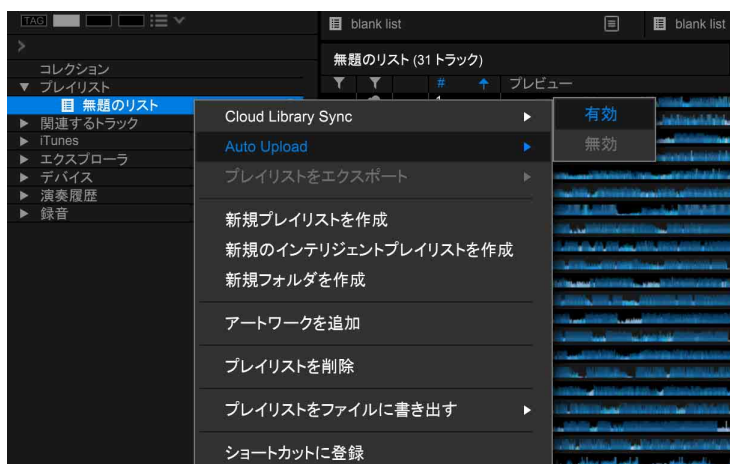 TAG
blank list
blank list
無題のリスト (31 トラック)
# プレビュー
1
コレクション
プレイリスト
無題のリスト
関連するトラック
iTunes
エクスプローラ
デバイス
演奏履歴
録音
Cloud Library Sync
Auto Upload
プレイリストをエクスポート
新規プレイリストを作成
新規のインテリジェントプレイリストを作成
新規フォルダを作成
アートワークを追加
プレイリストを削除
プレイリストをファイルに書き出す
ショートカットに登録
有効
無効